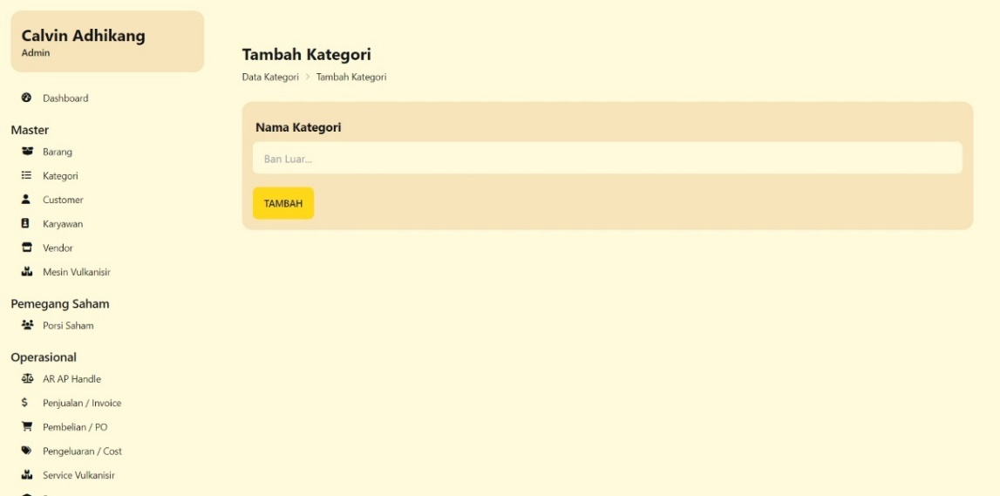 Calvin Adhikang
Admin
Dashboard
Master
Barang
Kategori
Customer
Karyawan
Vendor
Mesin Vulkanisir
Pemegang Saham
Porsi Saham
Operasional
AR AP Handle
Penjualan / Invoice
Pembelian / PO
Pengeluaran / Cost
Service Vulkanisir
Tambah Kategori
Data Kategori > Tambah Kategori
Nama Kategori
Ban Luar...
TAMBAH